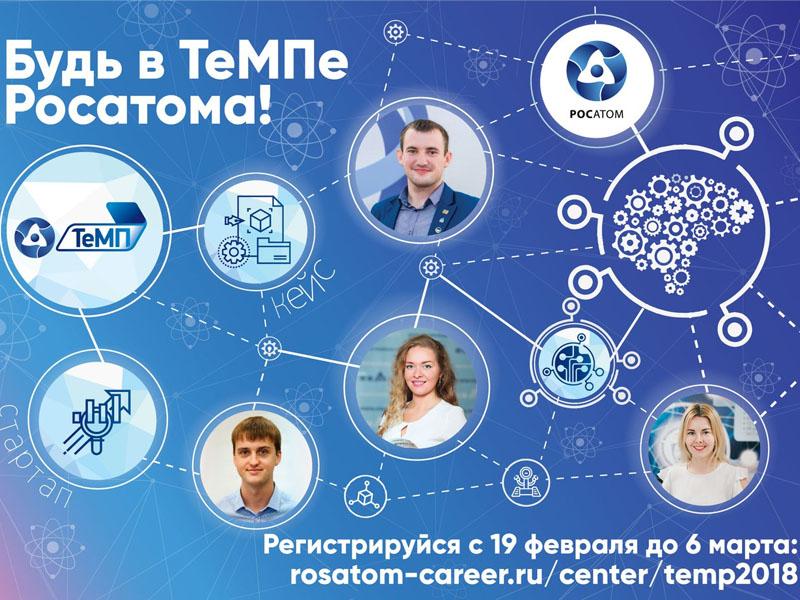 Будь в ТеМПе
Росатома!
РОСАТОМ
ТеМП
кейс
стартап
Регистрируйся с 19 февраля до 6 марта:
rosatom-career.ru/center/temp2018